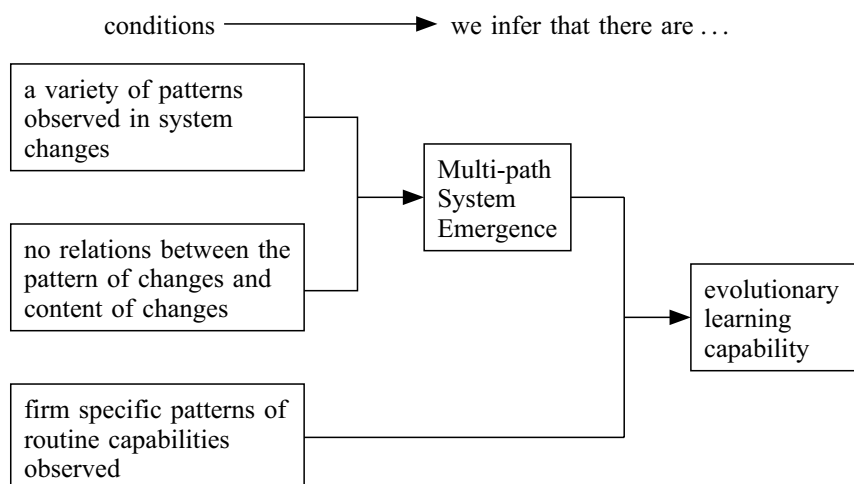 conditions
we infer that there are ...
a variety of patterns
observed in system
changes
Multi-path
System
Emergence
no relations between the
pattern of changes and
content of changes
evolutionary
learning
capability
firm specific patterns of
routine capabilities
observed